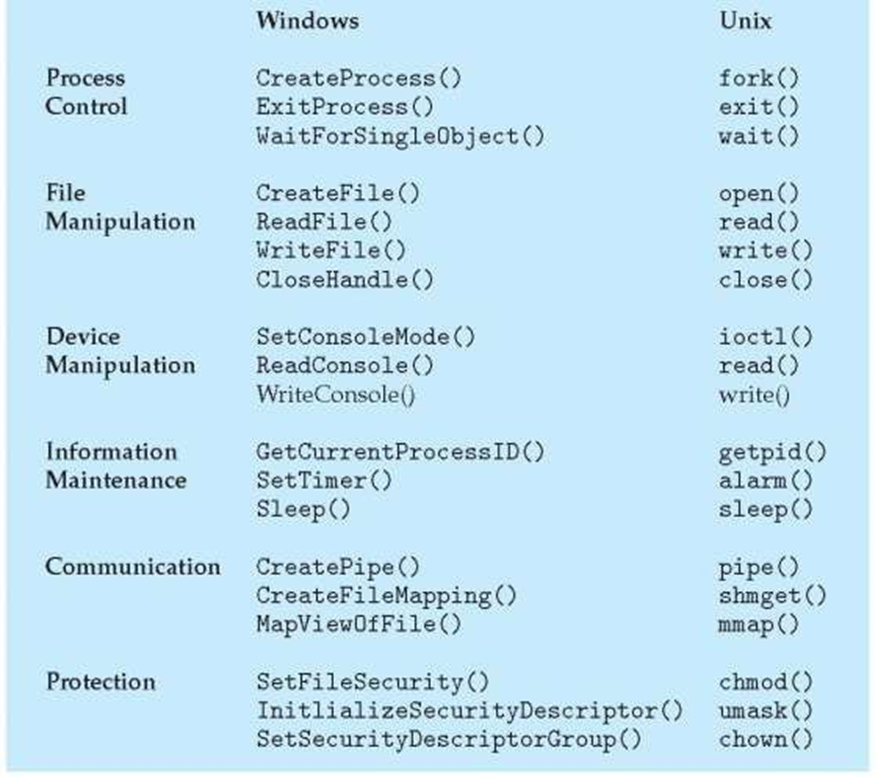 Windows Unix
Process CreateProcess() fork()
Control ExitProcess() exit()
WaitForSingleObject() wait()
File CreateFile() open()
Manipulation ReadFile() read()
WriteFile() write()
CloseHandle() close()
Device SetConsoleMode() ioctl()
Manipulation ReadConsole() read()
WriteConsole() write()
Information GetCurrentProcessID() getpid()
Maintenance SetTimer() alarm()
Sleep() sleep()
Communication CreatePipe() pipe()
CreateFileMapping() shmget()
MapViewOfFile() mmap()
Protection SetFileSecurity() chmod()
InitlializeSecurityDescriptor() umask()
SetSecurityDescriptorGroup() chown()